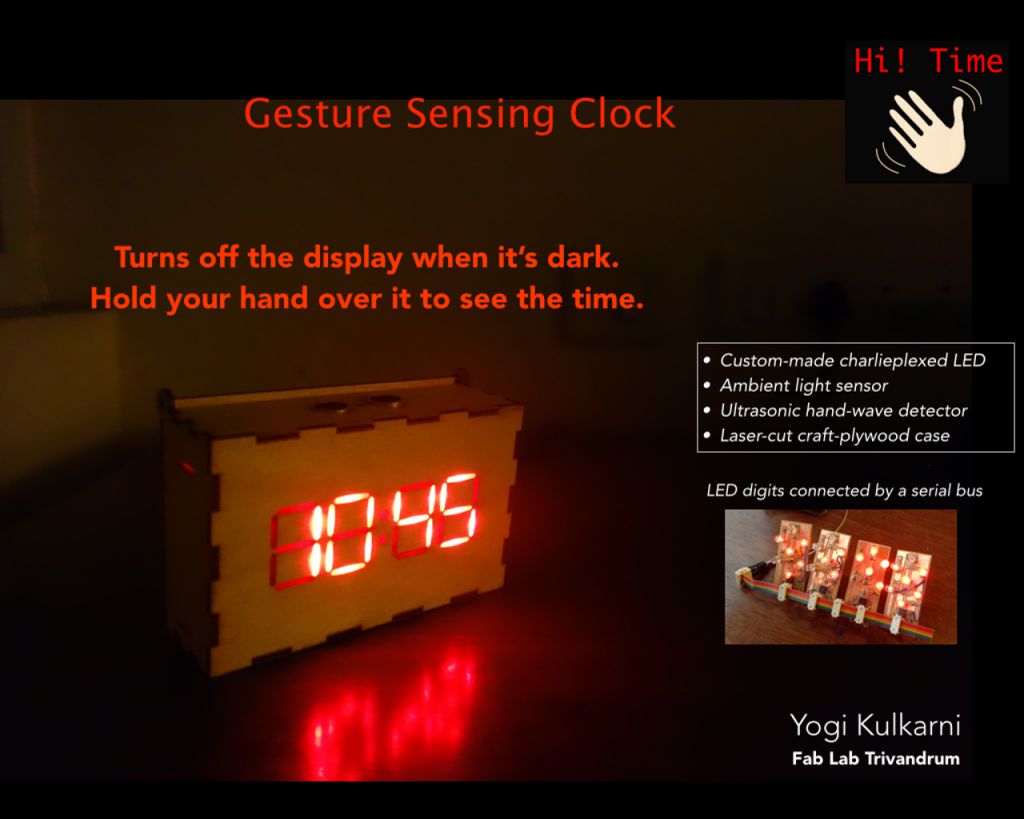 Hi! Time
Gesture Sensing Clock
Turns off the display when it's dark.
Hold your hand over it to see the time.
• Custom-made charlieplexed LED
• Ambient light sensor
• Ultrasonic hand-wave detector
• Laser-cut craft-plywood case
LED digits connected by a serial bus
10:45
Yogi Kulkarni
Fab Lab Trivandrum